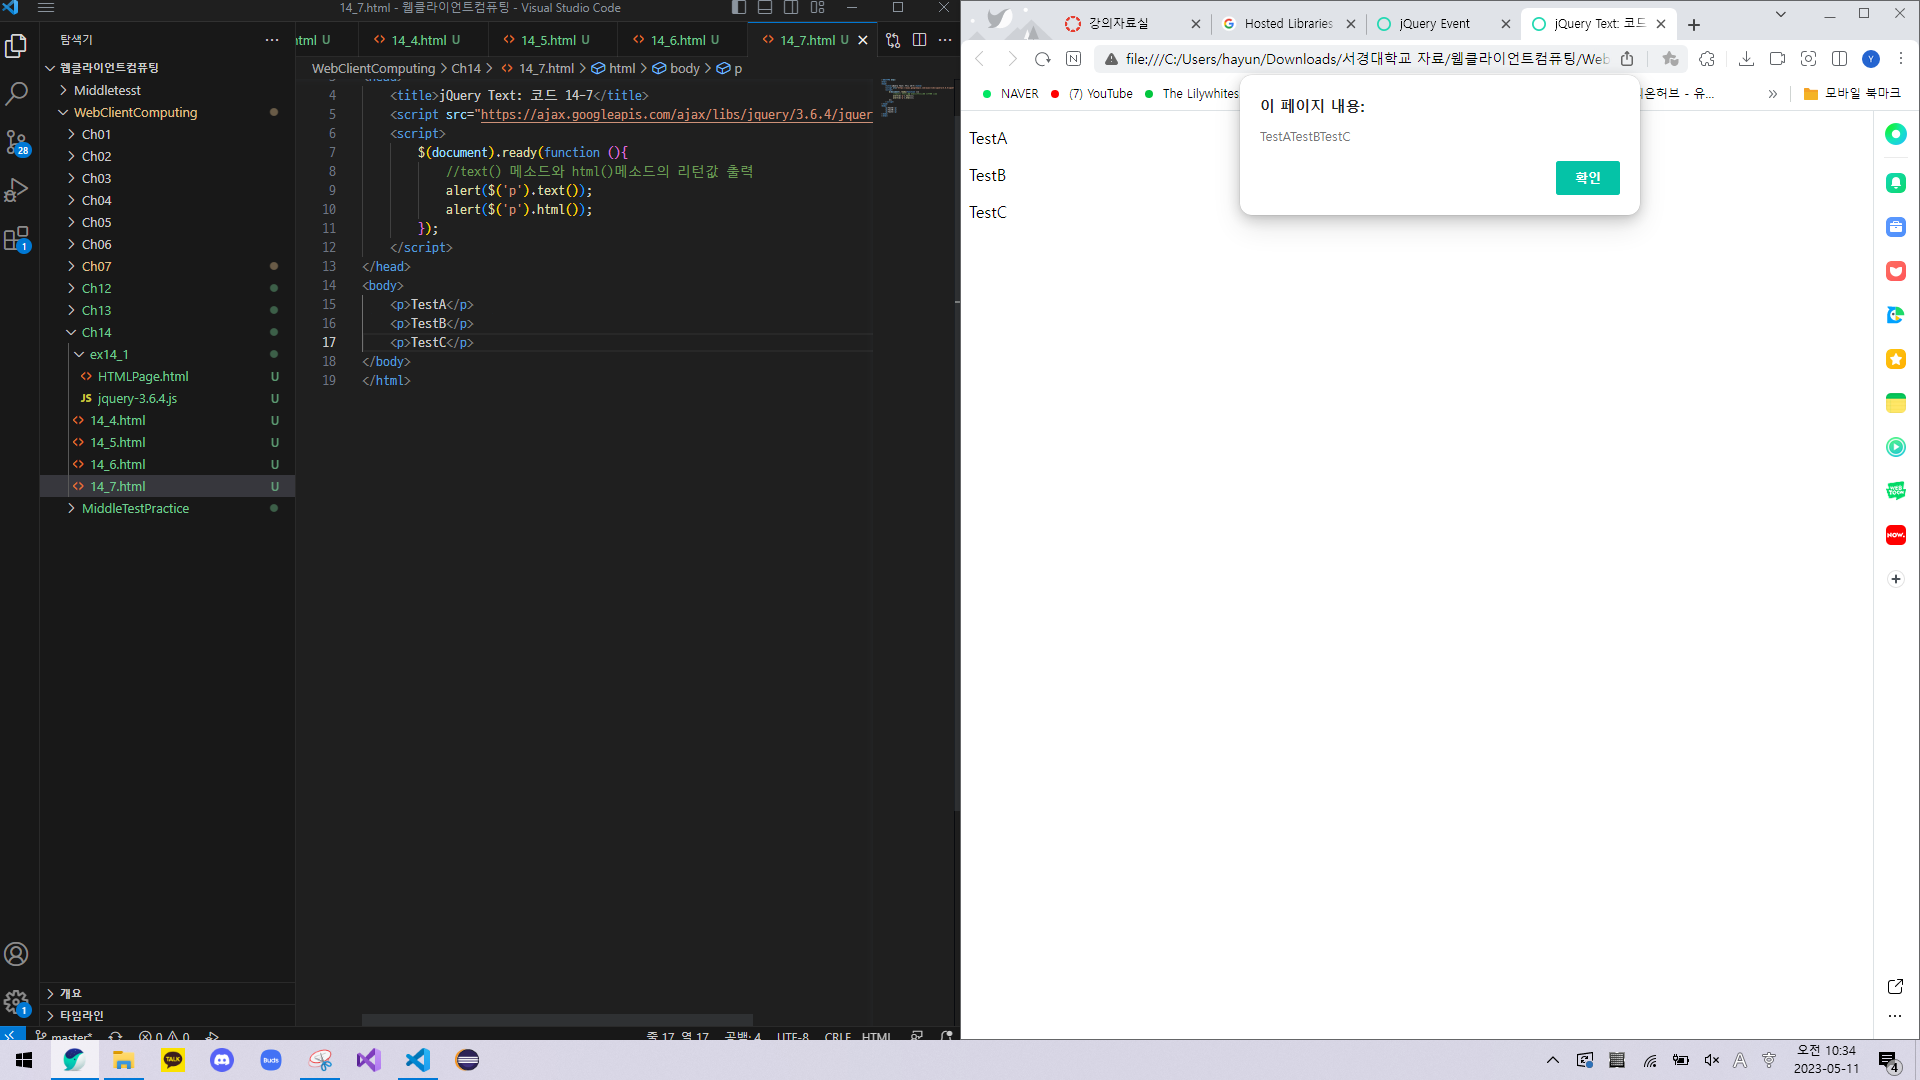 14_7.html - 웹클라이언트컴퓨팅 - Visual Studio Code
탐색기
웹클라이언트컴퓨팅
Middletesst
WebClientComputing
Ch01
Ch02
Ch03
Ch04
Ch05
Ch06
Ch07
Ch12
Ch13
Ch14
ex14_1
HTMLPage.html U
JS jquery-3.6.4.js U
14_4.html U
14_5.html U
14_6.html U
14_7.html U
MiddleTestPractice
개요
타임라인
28
1
1
html U
14_4.html U
14_5.html U
14_6.html U
14_7.html U
WebClientComputing > Ch14 > 14_7.html > html > body > p
4 <title>jQuery Text: 코드 14-7</title>
5 <script src="https://ajax.googleapis.com/ajax/libs/jquery/3.6.4/jquer
6 <script>
7 $(document).ready(function (){
8 //text() 메소드와 html()메소드의 리턴값 출력
9 alert($('p').text());
10 alert($('p').html());
11 });
12 </script>
13 </head>
14 <body>
15 <p>TestA</p>
16 <p>TestB</p>
17 <p>TestC</p>
18 </body>
19 </html>
master* 0 0 줄 17, 열 17 공백: 4 UTF-8 CRLF HTML
강의자료실
Hosted Libraries
jQuery Event
jQuery Text: 코드
file:///C:/Users/hayun/Downloads/서경대학교 자료/웹클라이언트컴퓨팅/Web
Y
NAVER
(7) YouTube
The Lilywhites
온허브 - 유...
모바일 북마크
이 페이지 내용:
TestATestBTestC
확인
TestA
TestB
TestC
WEB TOON
NOW.
TALK
Buds
A
오전 10:34
2023-05-11
4